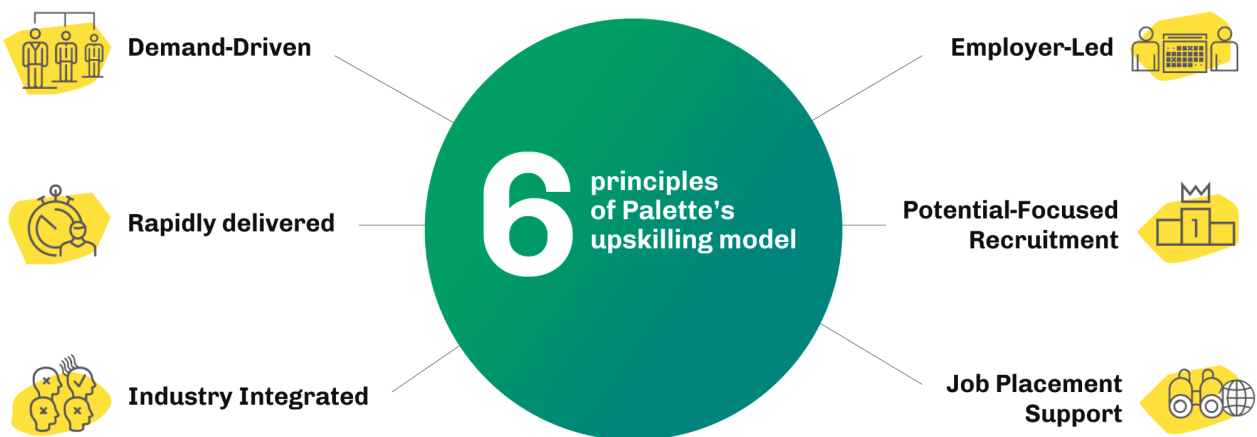 Demand-Driven
Rapidly delivered
Industry Integrated
6
principles
of Palette's
upskilling model
Employer-Led
Potential-Focused
Recruitment
Job Placement
Support
1